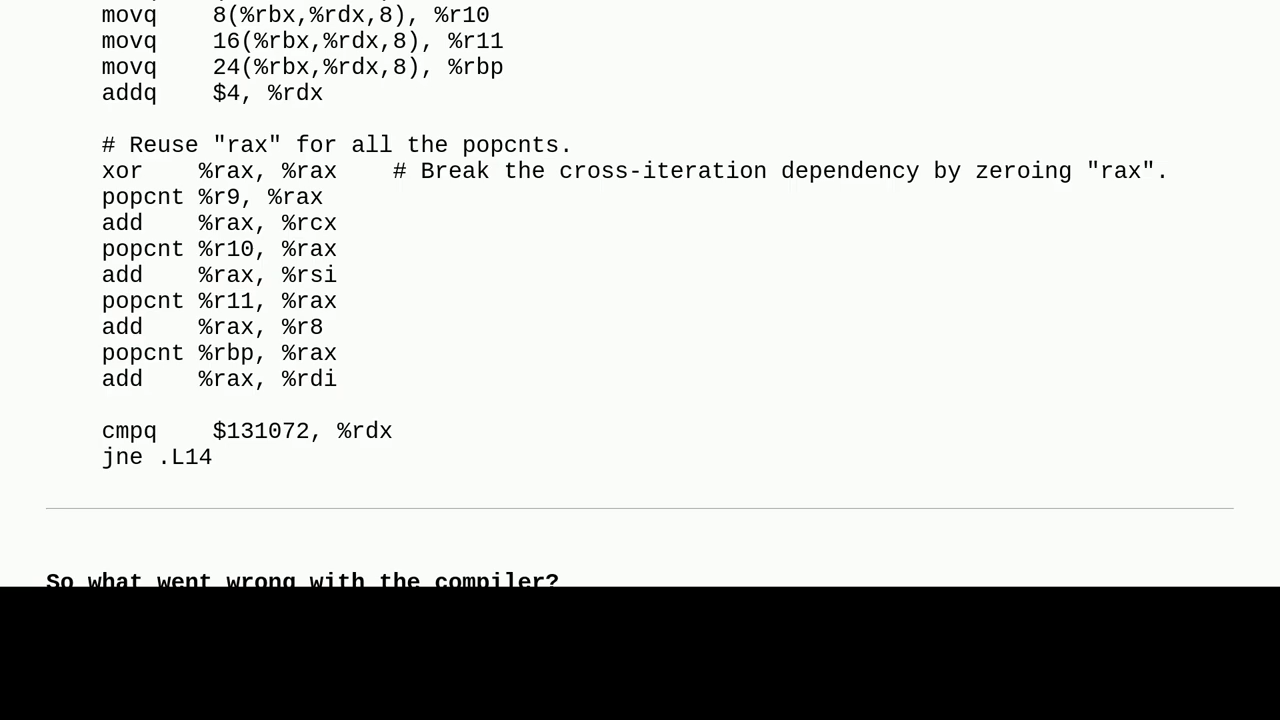 movq    8(%rbx,%rdx,8), %r10
movq    16(%rbx,%rdx,8), %r11
movq    24(%rbx,%rdx,8), %rbp
addq    $4, %rdx
# Reuse "rax" for all the popcnts.
xor    %rax, %rax    # Break the cross-iteration dependency by zeroing "rax".
popcnt %r9, %rax
add    %rax, %rcx
popcnt %r10, %rax
add    %rax, %rsi
popcnt %r11, %rax
add    %rax, %r8
popcnt %rbp, %rax
add    %rax, %rdi
cmpq    $131072, %rdx
jne .L14
So what went wrong with the compiler?